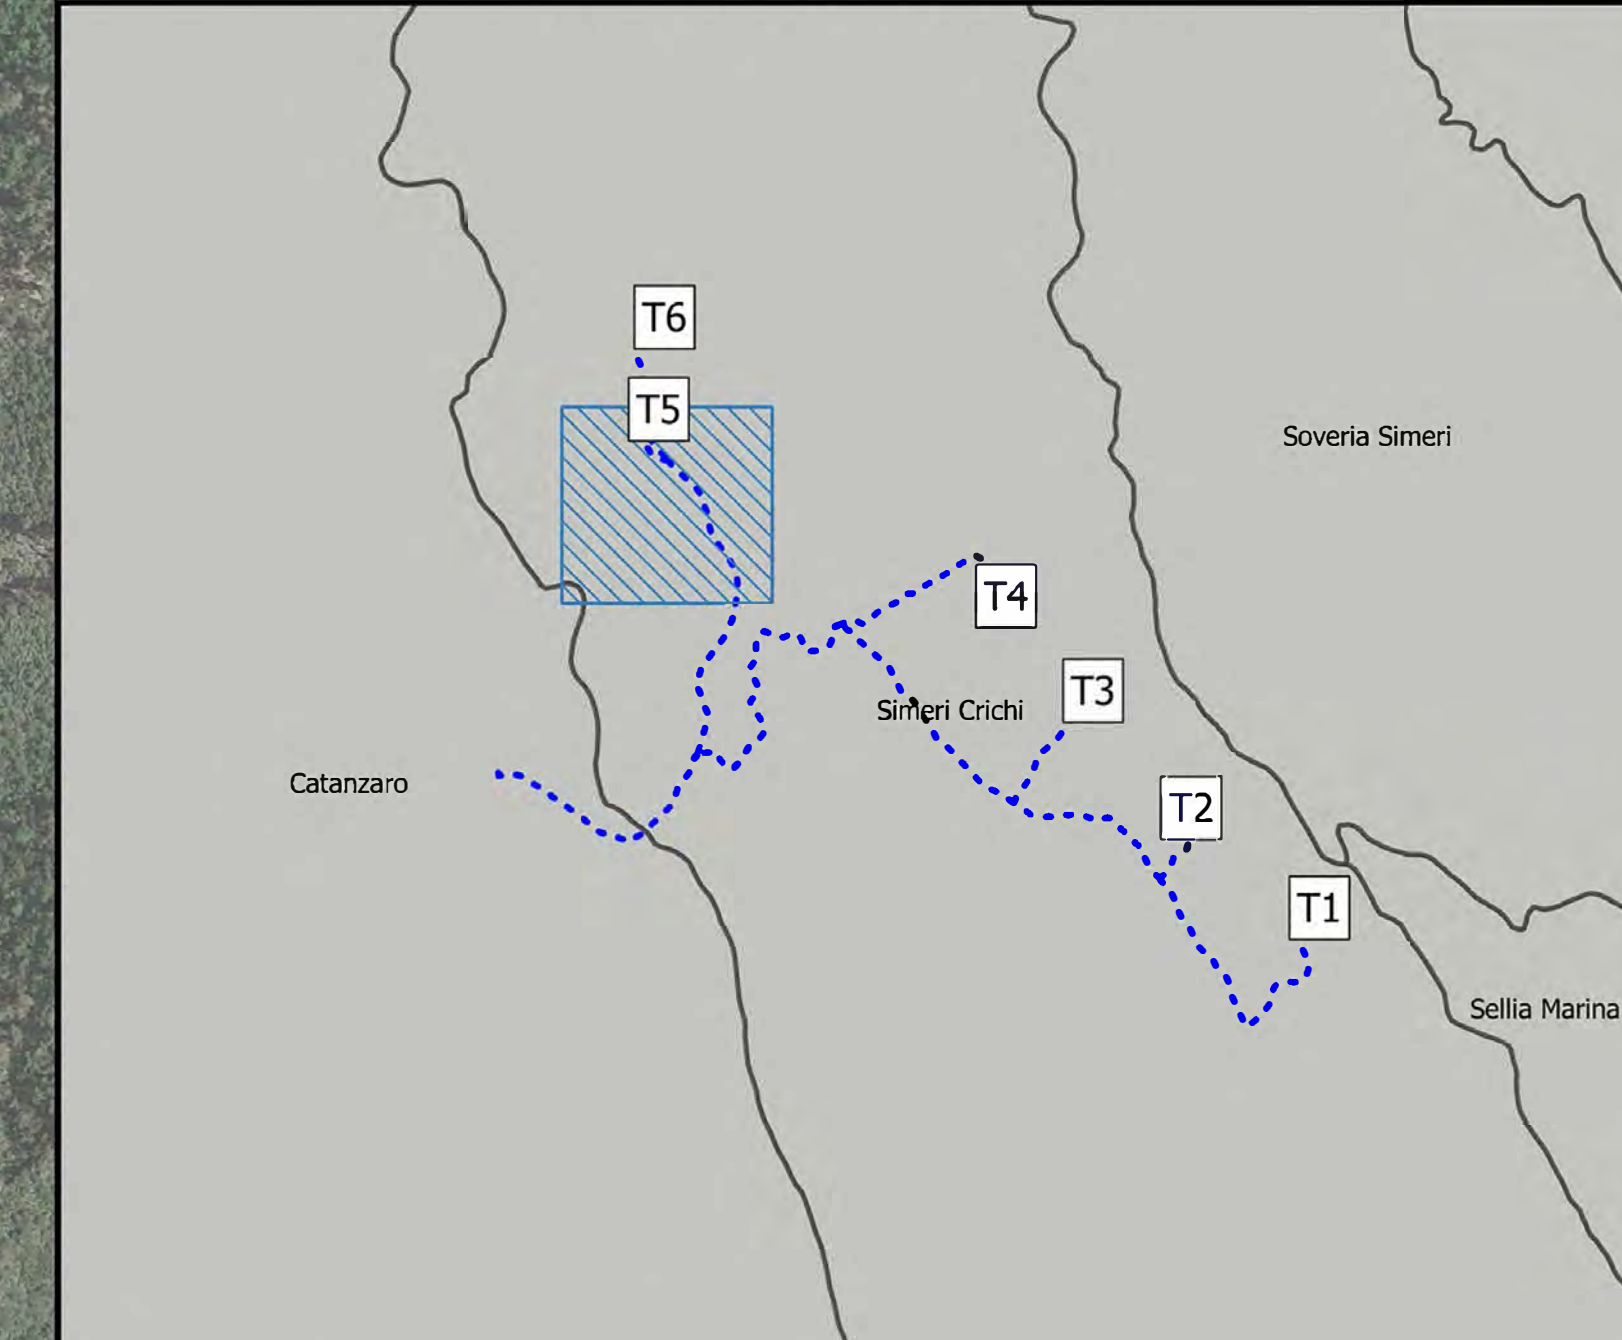 T6
T5
Soveria Simeri
T4
T3
Simeri Crichi
Catanzaro
T2
T1
Sellia Marina